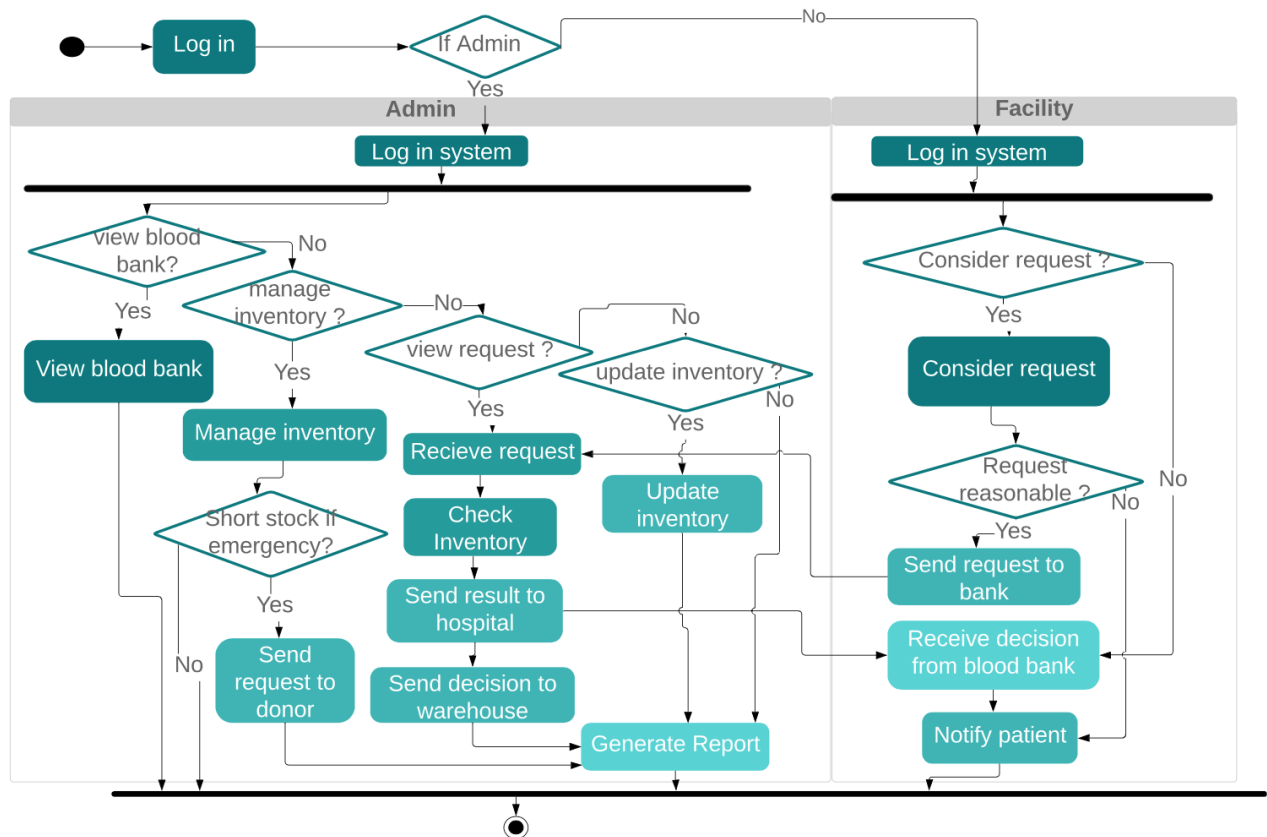 No
Log in
If Admin
Yes
Admin
Facility
Log in system
Log in system
view blood
bank?
No
Consider request ?
manage
inventory ?
No
Yes
No
Yes
view request ?
View blood bank
Yes
update inventory ?
Consider request
No
Yes
Yes
Manage inventory
Recieve request
Request
reasonable ?
No
No
Update
inventory
Short stock if
emergency?
Check
Inventory
Yes
Send request to
bank
Yes
Send result to
hospital
Receive decision
from blood bank
No
Send
request to
donor
Send decision to
warehouse
Generate Report
Notify patient